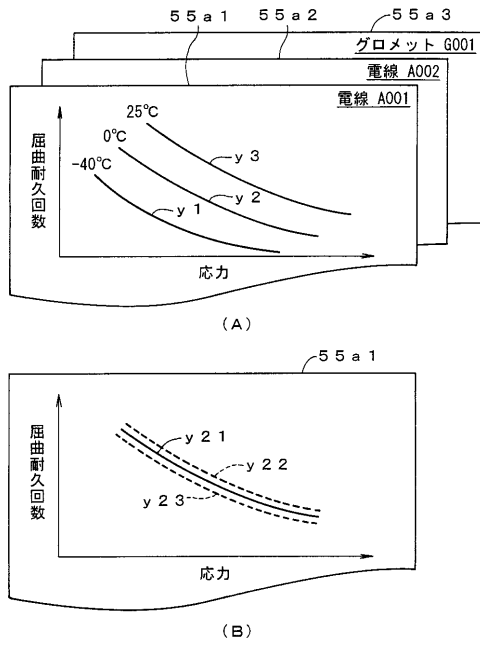 55a1
55a2
55a3
グロメット G001
電線 A002
電線 A001
25℃
0℃
-40℃
y3
y2
y1
屈曲耐久回数
応力
(A)
55a1
y21
y22
y23
屈曲耐久回数
応力
(B)